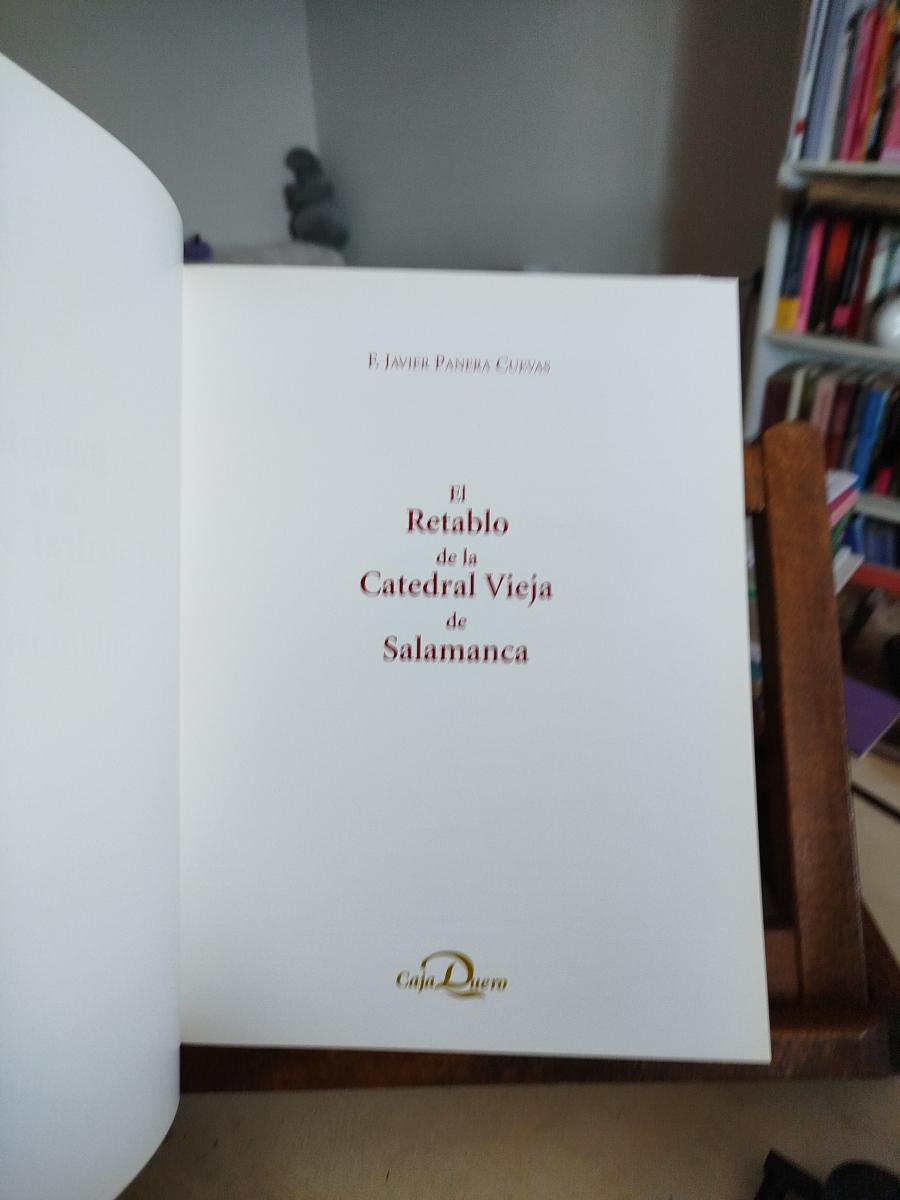 F. JAVIER PANERA CUEVAS
El
Retablo
de la
Catedral Vieja
de
Salamanca
Caja Duero